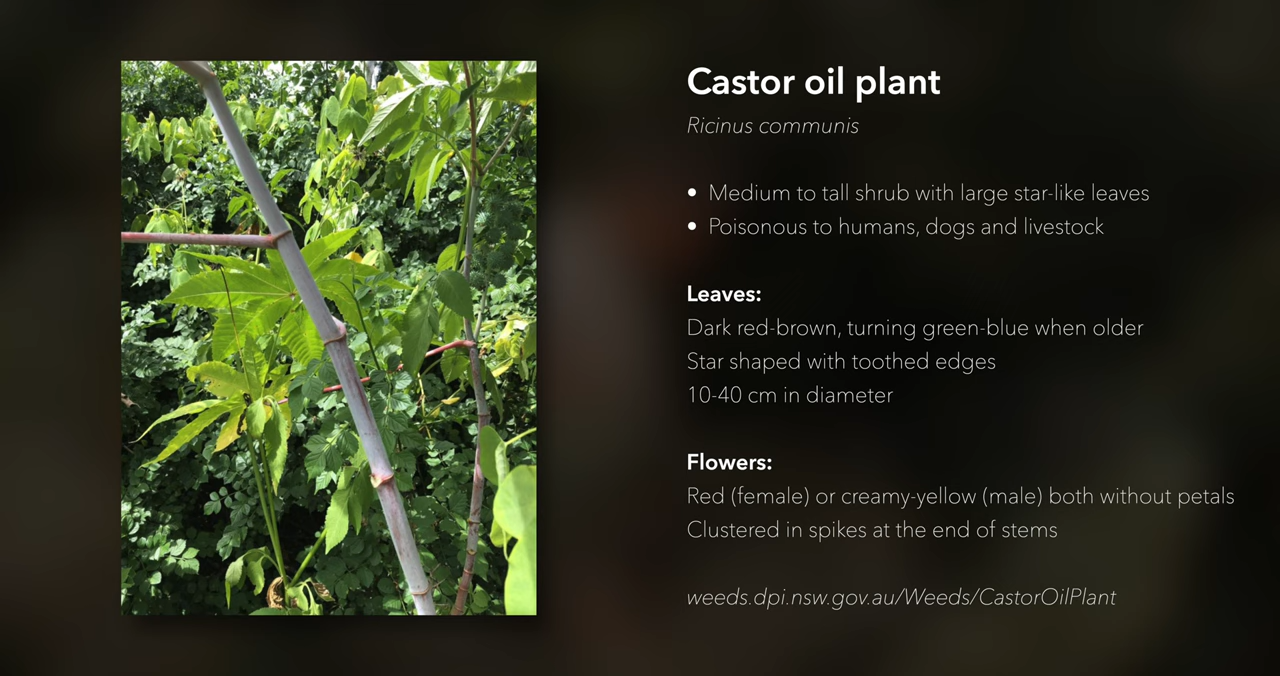 Castor oil plant
Ricinus communis
• Medium to tall shrub with large star-like leaves
• Poisonous to humans, dogs and livestock
Leaves:
Dark red-brown, turning green-blue when older
Star shaped with toothed edges
10-40 cm in diameter
Flowers:
Red (female) or creamy-yellow (male) both without petals
Clustered in spikes at the end of stems
weeds.dpi.nsw.gov.au/Weeds/CastorOilPlant